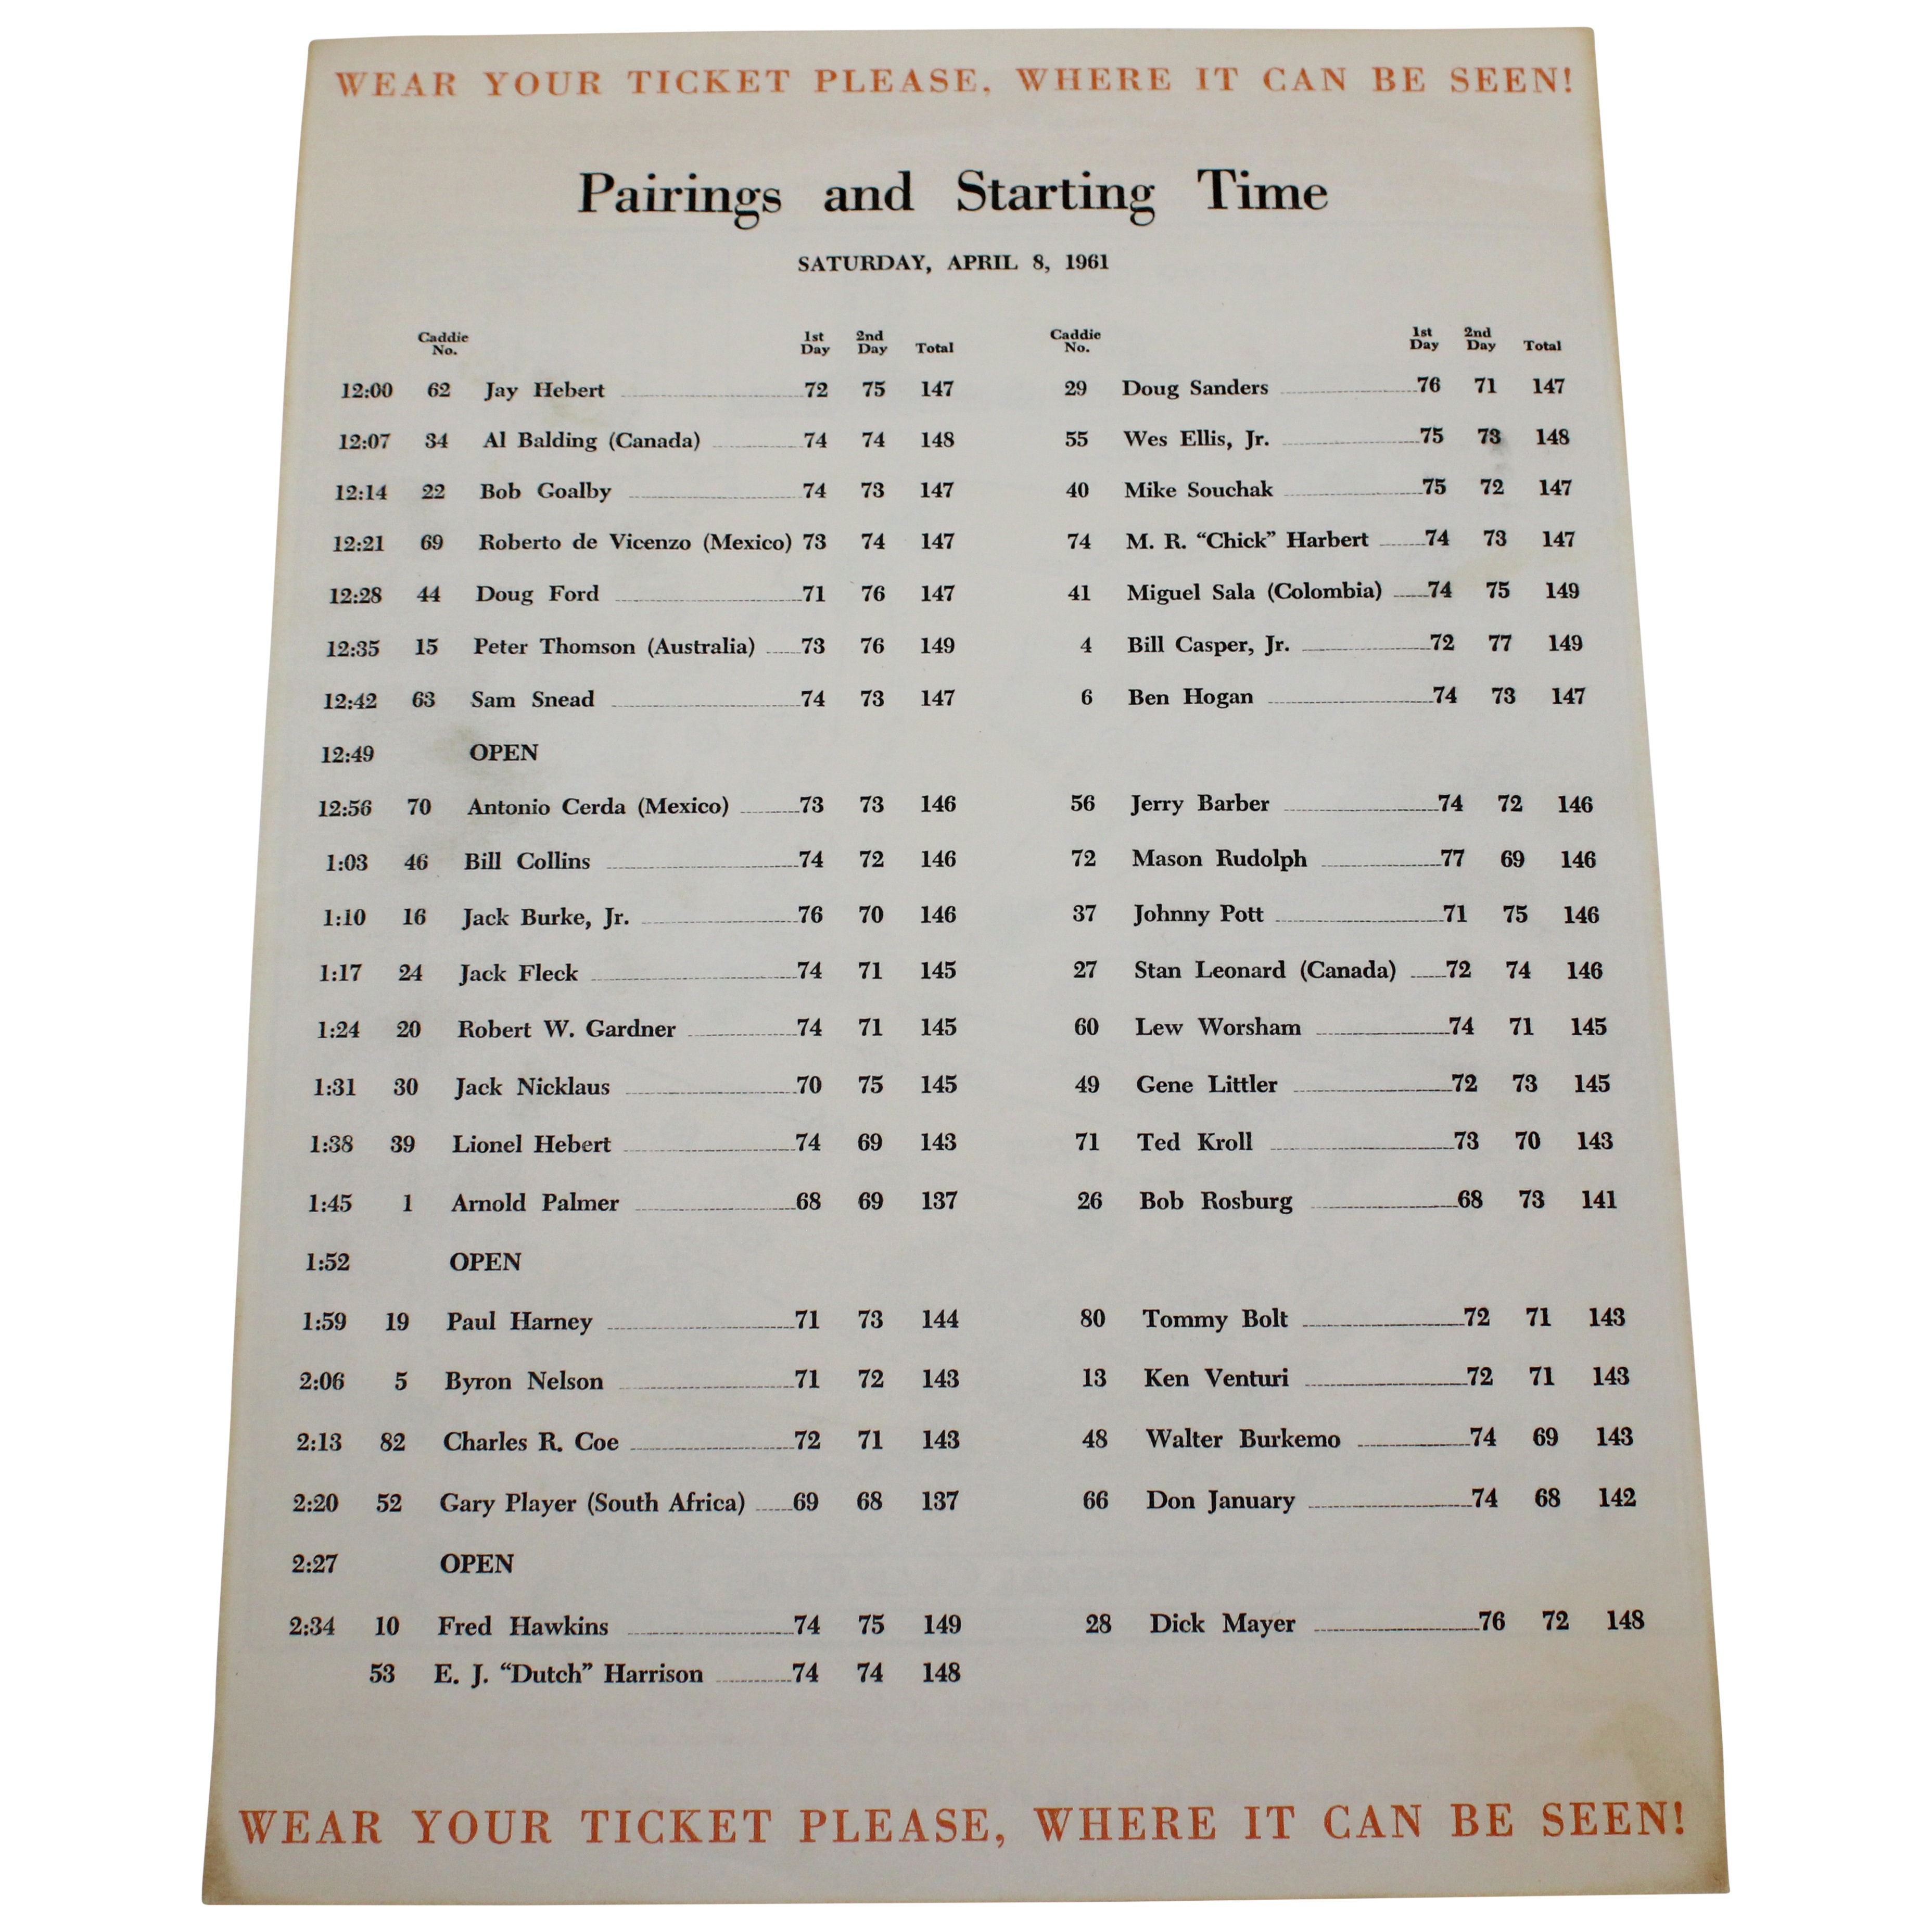 WEAR YOUR TICKET PLEASE, WHERE IT CAN BE SEEN!
Pairings and Starting Time
SATURDAY, APRIL 8, 1961
Caddie No. 1st Day 2nd Day Total Caddie No. 1st Day 2nd Day Total
12:00 62 Jay Hebert 72 75 147 29 Doug Sanders 76 71 147
12:07 34 Al Balding (Canada) 74 74 148 55 Wes Ellis, Jr. 75 73 148
12:14 22 Bob Goalby 74 73 147 40 Mike Souchak 75 72 147
12:21 69 Roberto de Vicenzo (Mexico) 73 74 147 74 M. R. “Chick” Harbert 74 73 147
12:28 44 Doug Ford 71 76 147 41 Miguel Sala (Colombia) 74 75 149
12:35 15 Peter Thomson (Australia) 73 76 149 4 Bill Casper, Jr. 72 77 149
12:42 63 Sam Snead 74 73 147 6 Ben Hogan 74 73 147
12:49 OPEN
12:56 70 Antonio Cerda (Mexico) 73 73 146 56 Jerry Barber 74 72 146
1:03 46 Bill Collins 74 72 146 72 Mason Rudolph 77 69 146
1:10 16 Jack Burke, Jr. 76 70 146 37 Johnny Pott 71 75 146
1:17 24 Jack Fleck 74 71 145 27 Stan Leonard (Canada) 72 74 146
1:24 20 Robert W. Gardner 74 71 145 60 Lew Worsham 74 71 145
1:31 30 Jack Nicklaus 70 75 145 49 Gene Littler 72 73 145
1:38 39 Lionel Hebert 74 69 143 71 Ted Kroll 73 70 143
1:45 1 Arnold Palmer 68 69 137 26 Bob Rosburg 68 73 141
1:52 OPEN
1:59 19 Paul Harney 71 73 144 80 Tommy Bolt 72 71 143
2:06 5 Byron Nelson 71 72 143 13 Ken Venturi 72 71 143
2:13 82 Charles R. Coe 72 71 143 48 Walter Burkemo 74 69 143
2:20 52 Gary Player (South Africa) 69 68 137 66 Don January 74 68 142
2:27 OPEN
2:34 10 Fred Hawkins 74 75 149 28 Dick Mayer 76 72 148
53 E. J. “Dutch” Harrison 74 74 148
WEAR YOUR TICKET PLEASE, WHERE IT CAN BE SEEN!